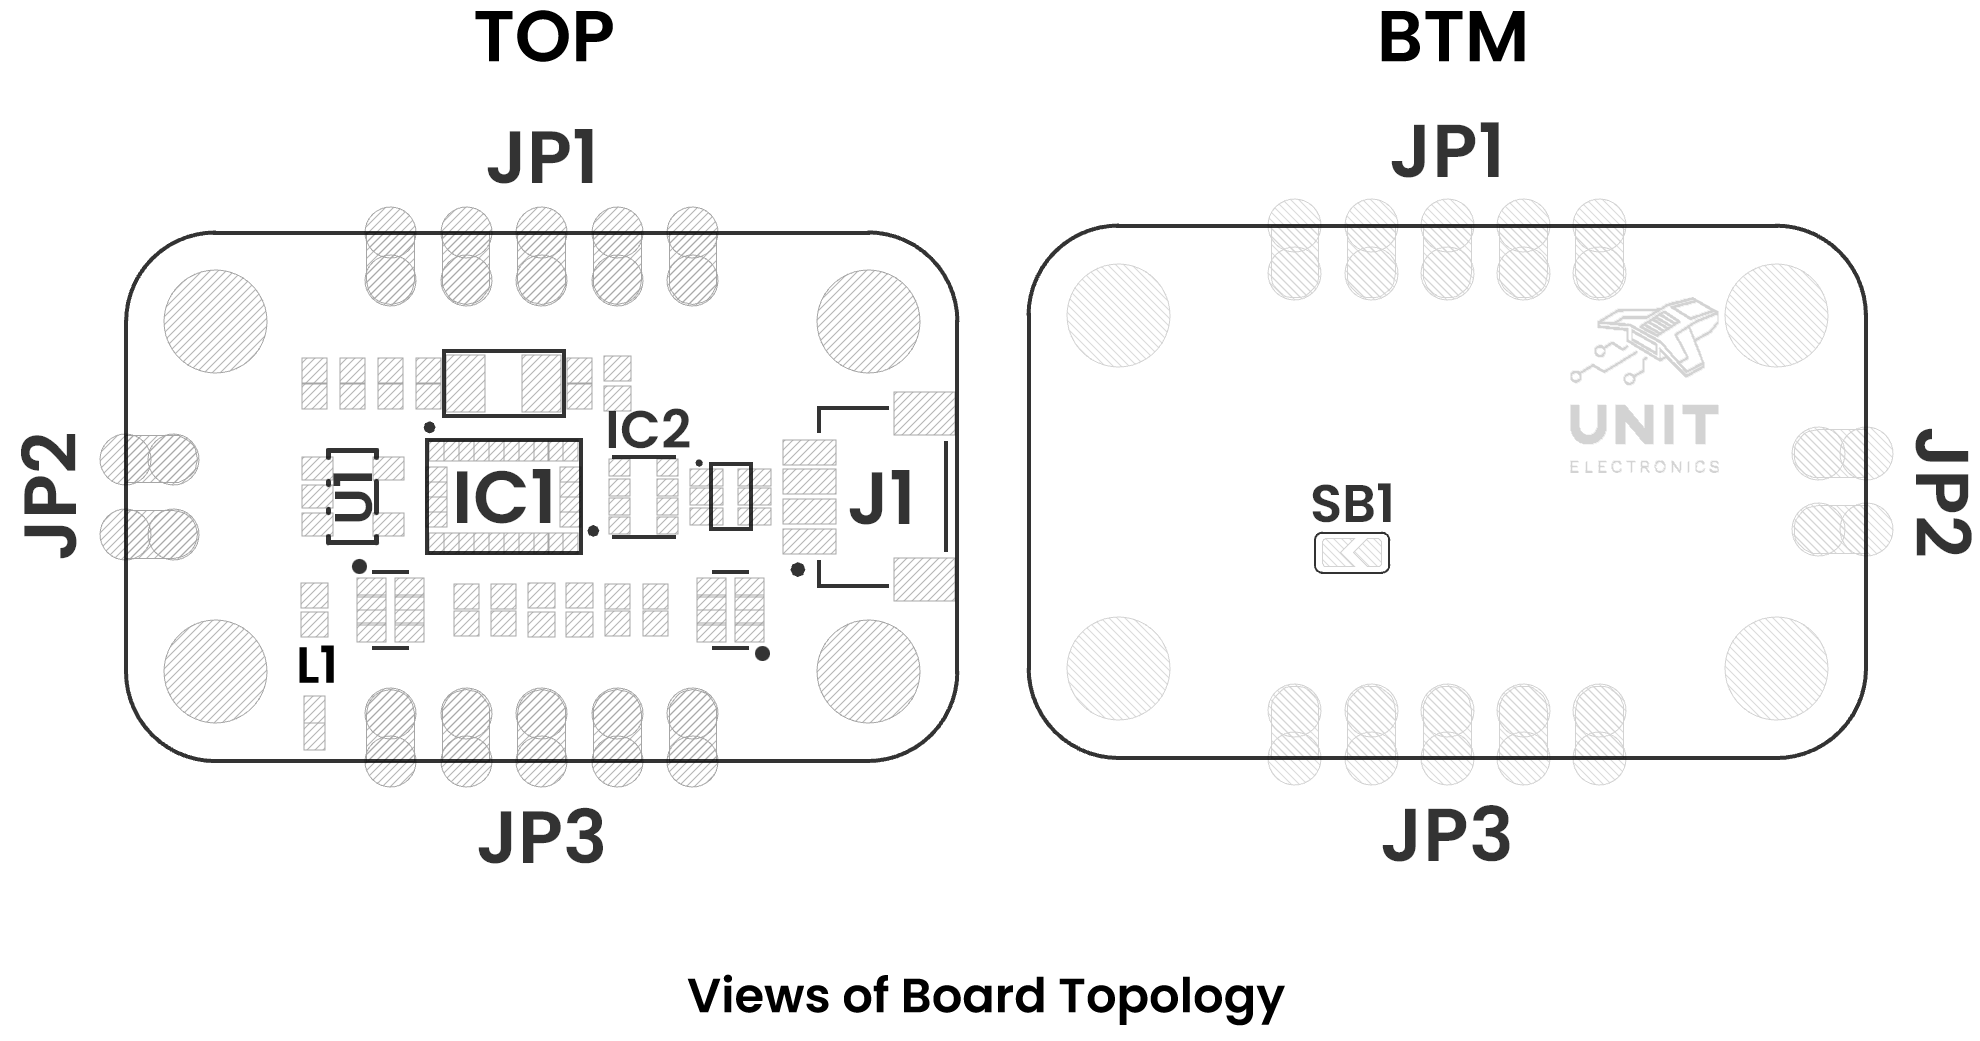 TOP
BTM
JP1
JP1
JP2
U1
IC1
IC2
J1
L1
JP3
UNIT
ELECTRONICS
SB1
JP2
JP3
Views of Board Topology